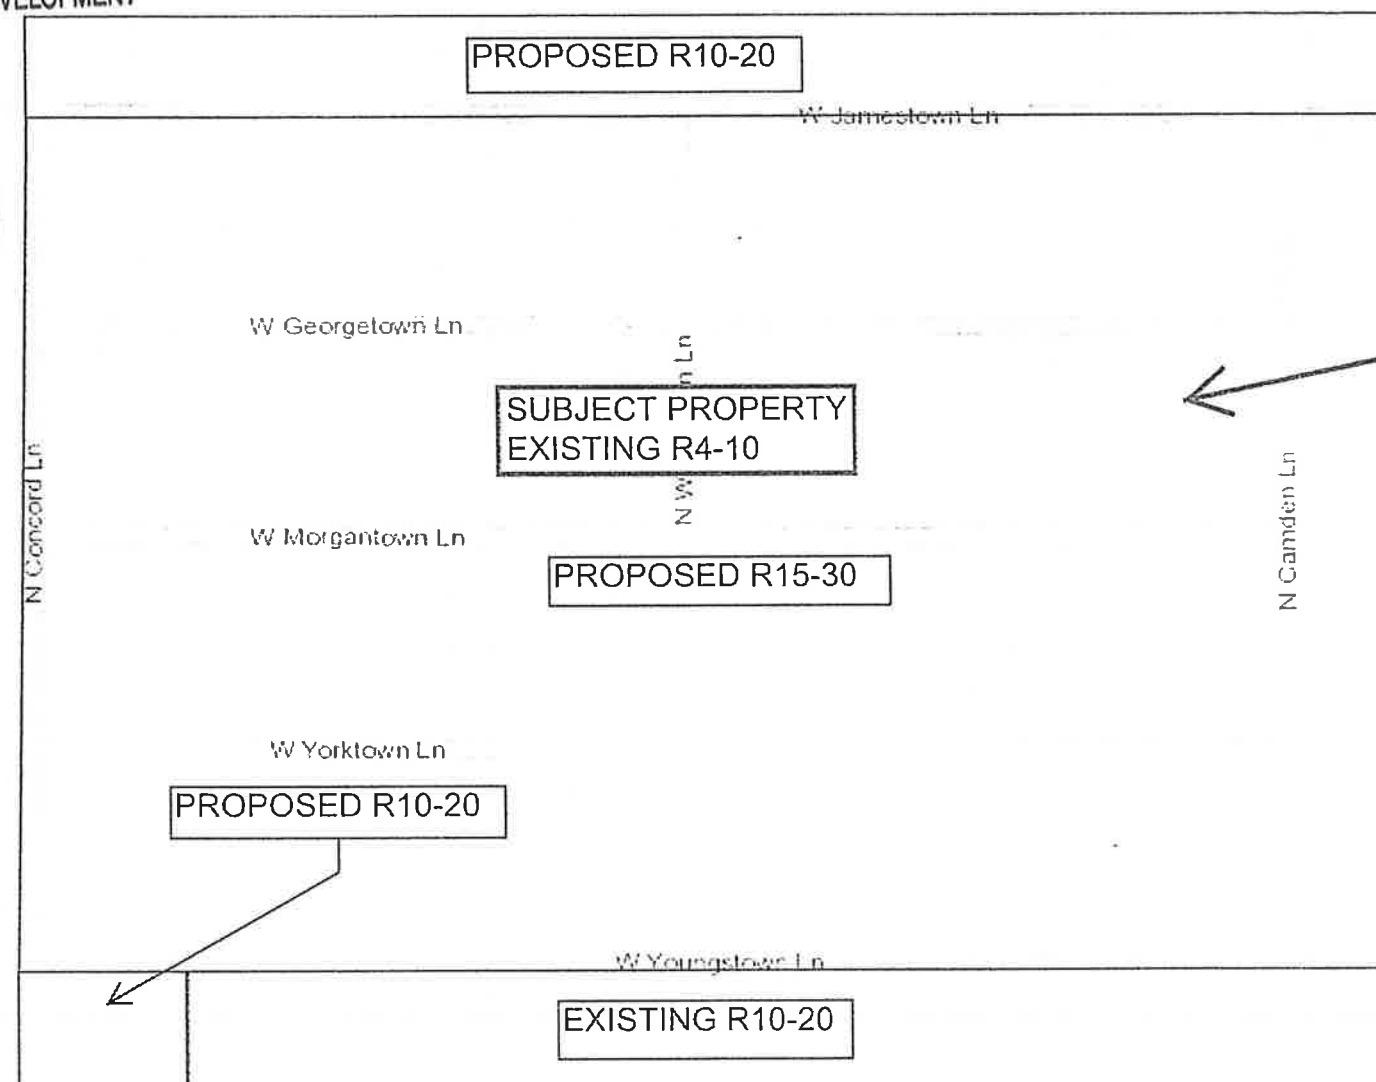 PROPOSED R10-20
W Jamestown Ln
W Georgetown Ln
SUBJECT PROPERTY
EXISTING R4-10
N Concord Ln
N W
n Ln
N Camden Ln
W Morgantown Ln
PROPOSED R15-30
W Yorktown Ln
PROPOSED R10-20
W Youngstown Ln
EXISTING R10-20